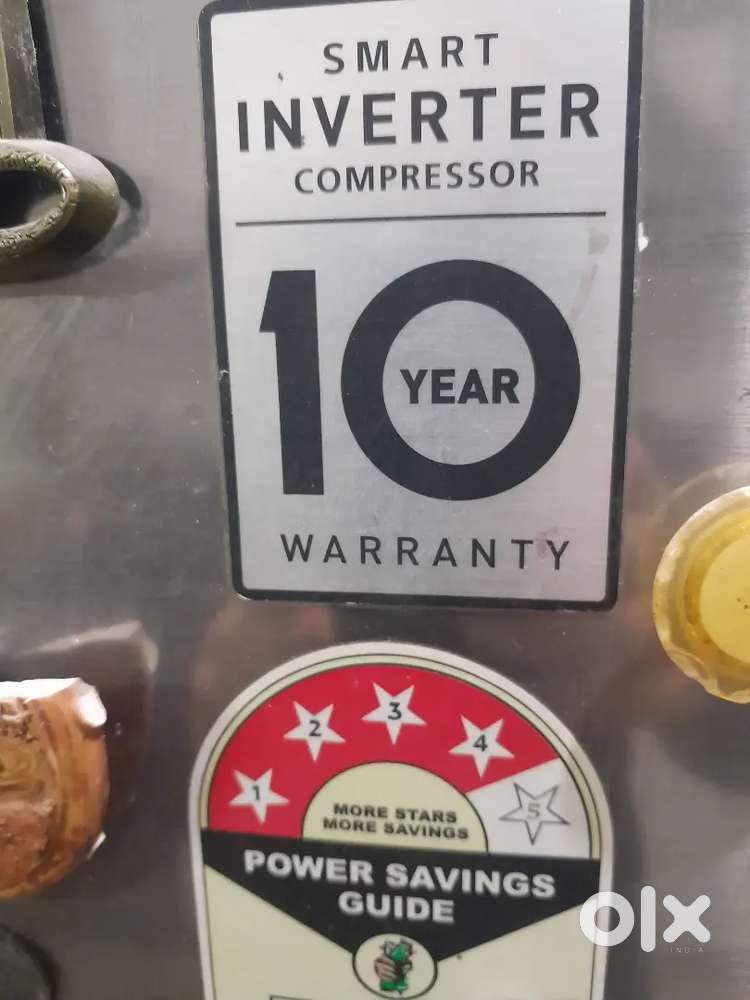 SMART
INVERTER
COMPRESSOR
10
YEAR
WARRANTY
1 2 3 4 5
MORE STARS
MORE SAVINGS
POWER SAVINGS
GUIDE
olx
INDIA